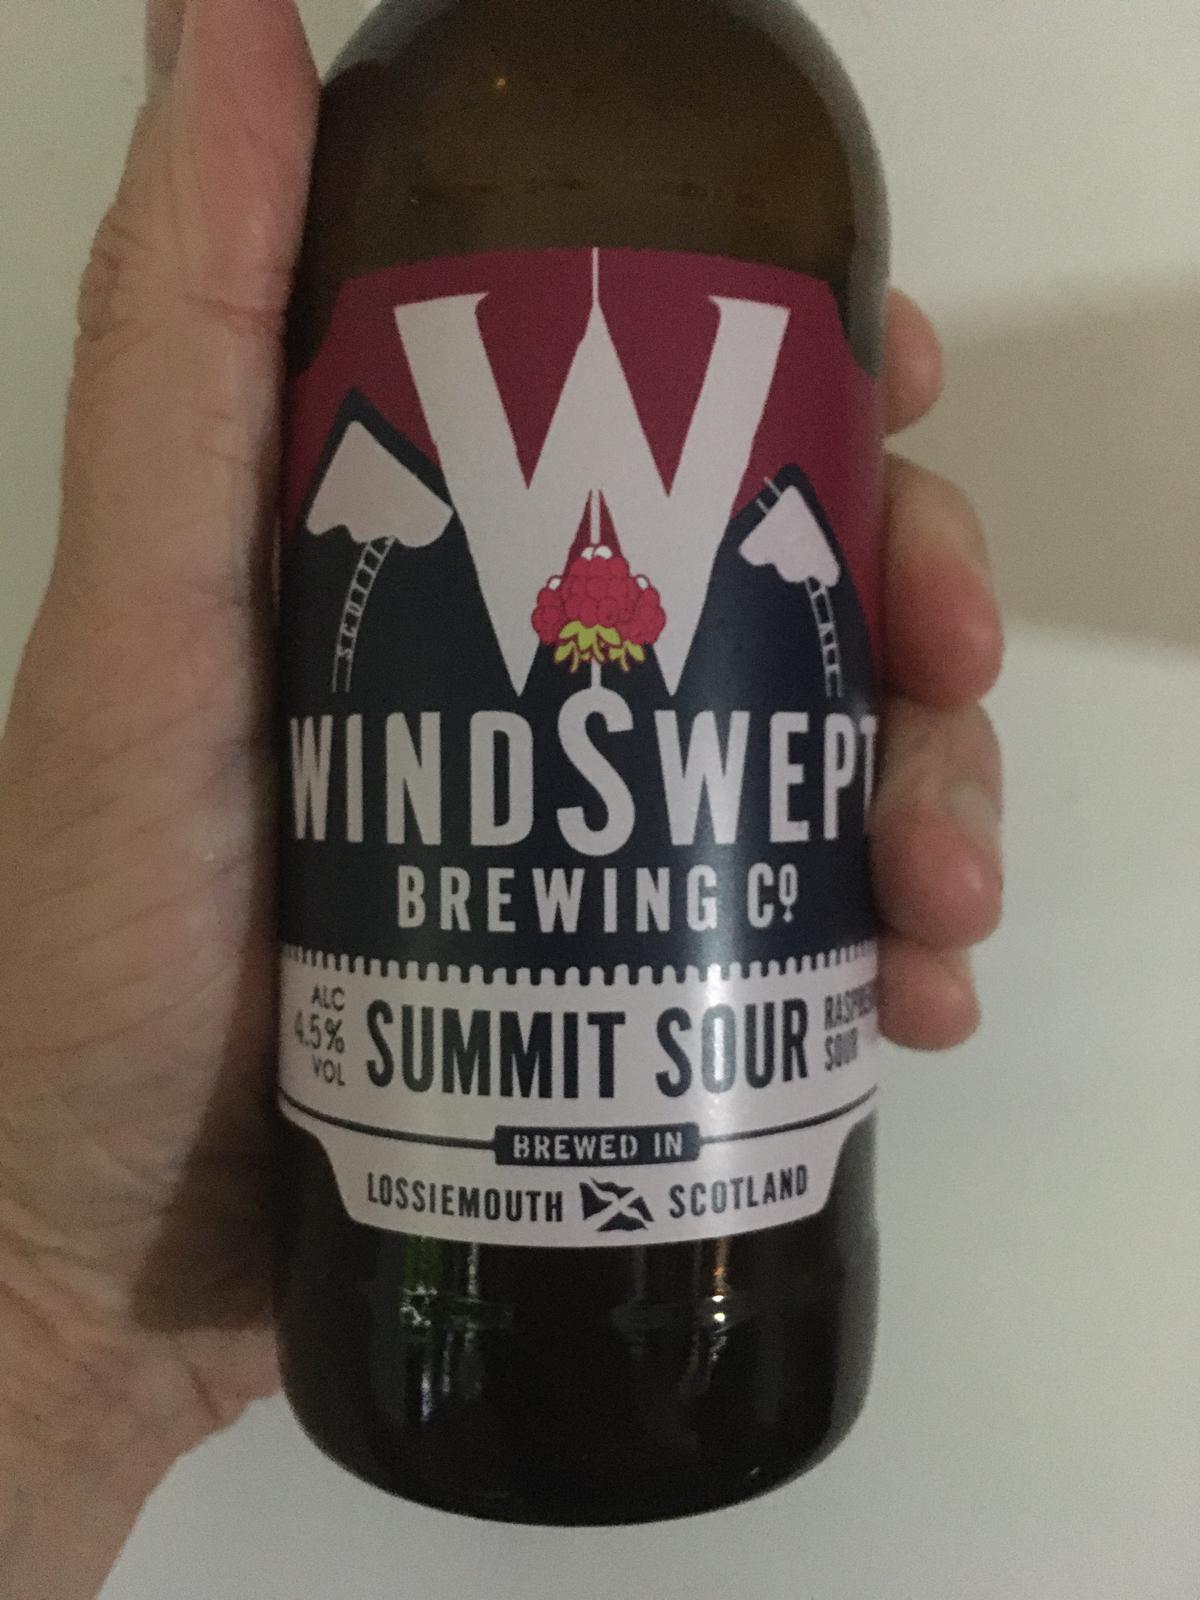 W
WINDSWEPT
BREWING Cº
ALC
4.5%
VOL
SUMMIT SOUR
SOUR
BREWED IN
LOSSIEMOUTH SCOTLAND